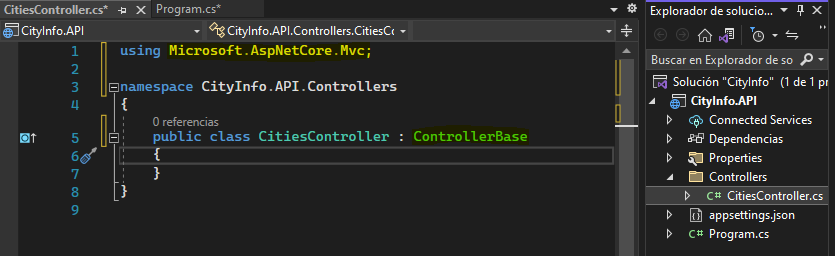 CitiesController.cs*
Program.cs*
CityInfo.API
CityInfo.API.Controllers.CitiesCo
1 using Microsoft.AspNetCore.Mvc;
2
3 namespace CityInfo.API.Controllers
4 {
0 referencias
5 public class CitiesController : ControllerBase
6 {
7 }
8 }
9
Explorador de solucio...
Buscar en Explorador de so
Solución "CityInfo" (1 de 1 pr
CityInfo.API
Connected Services
Dependencias
Properties
Controllers
C# CitiesController.cs
appsettings.json
C# Program.cs